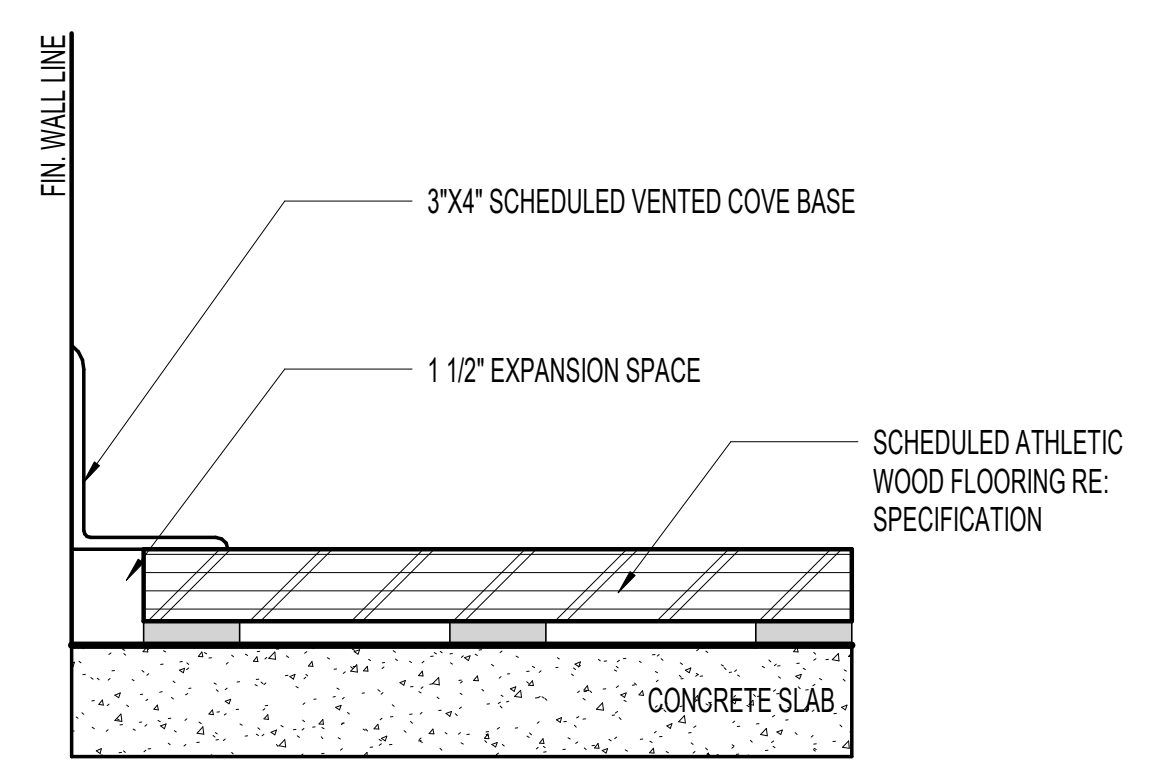 FIN. WALL LINE
3"X4" SCHEDULED VENTED COVE BASE
1 1/2" EXPANSION SPACE
SCHEDULED ATHLETIC
WOOD FLOORING RE:
SPECIFICATION
CONCRETE SLAB